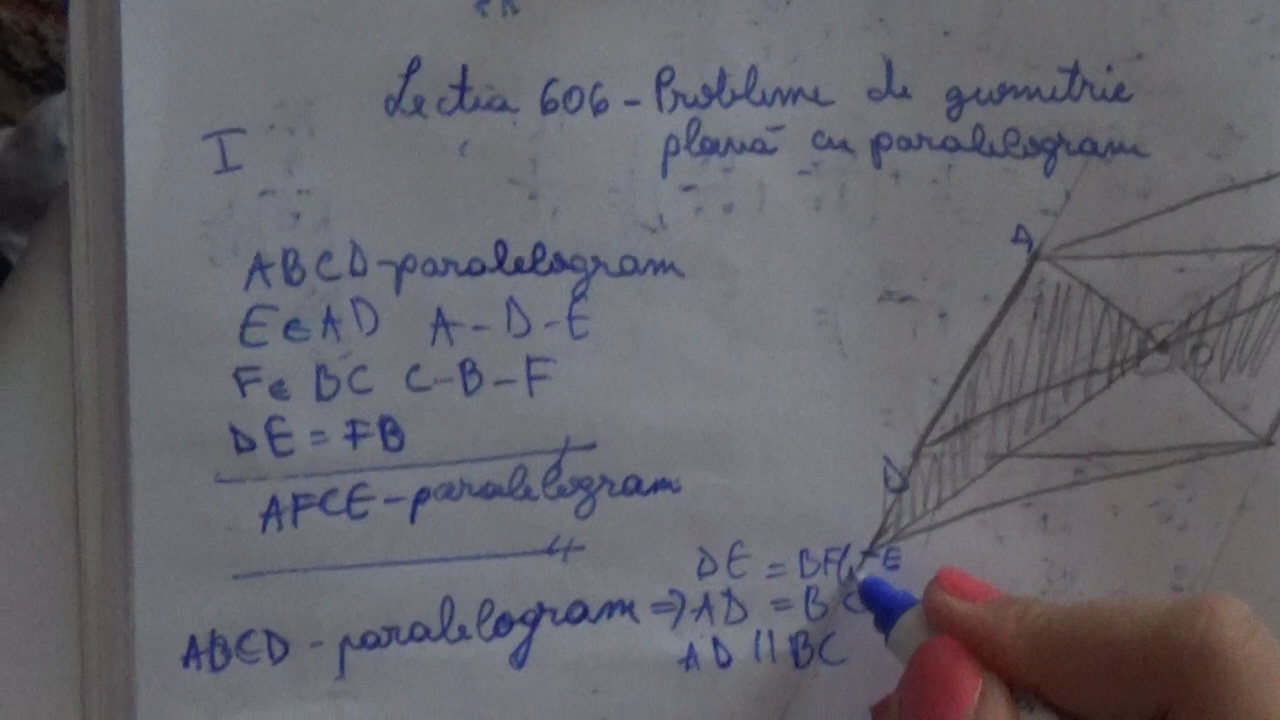 Lectia 606 - Probleme de geometrie
plană cu paralelogram
I
ABCD - paralelogram
E ∈ AD A - D - E
F ∈ BC C - B - F
DE = FB
AFCE - paralelogram
A
O
D
E
DE = BF
ABCD - paralelogram ⇒ AD = BC
AD || BC